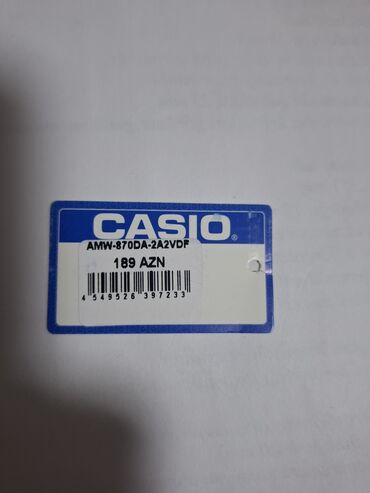 CASIO®
AMW-870DA-2A2VDF
189 AZN
4 549526 397233